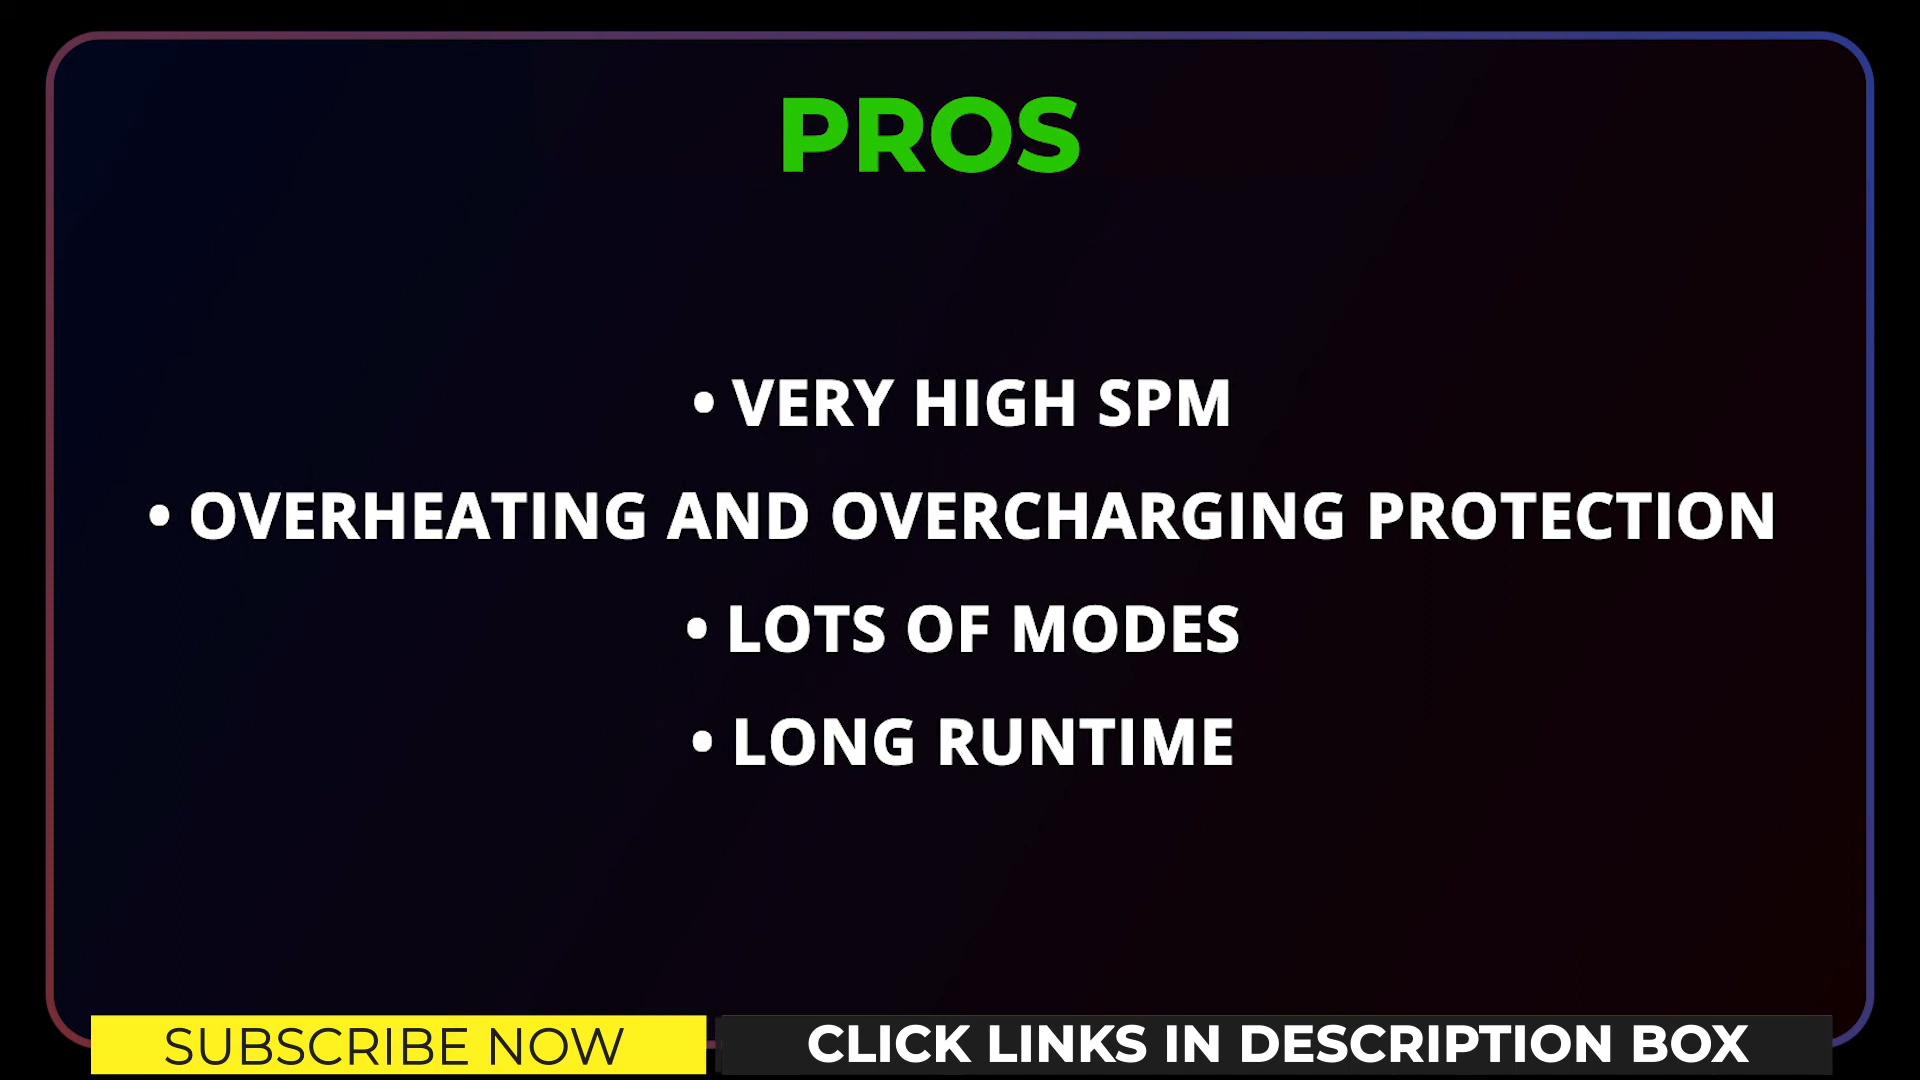 PROS
• VERY HIGH SPM
• OVERHEATING AND OVERCHARGING PROTECTION
• LOTS OF MODES
• LONG RUNTIME
SUBSCRIBE NOW
CLICK LINKS IN DESCRIPTION BOX